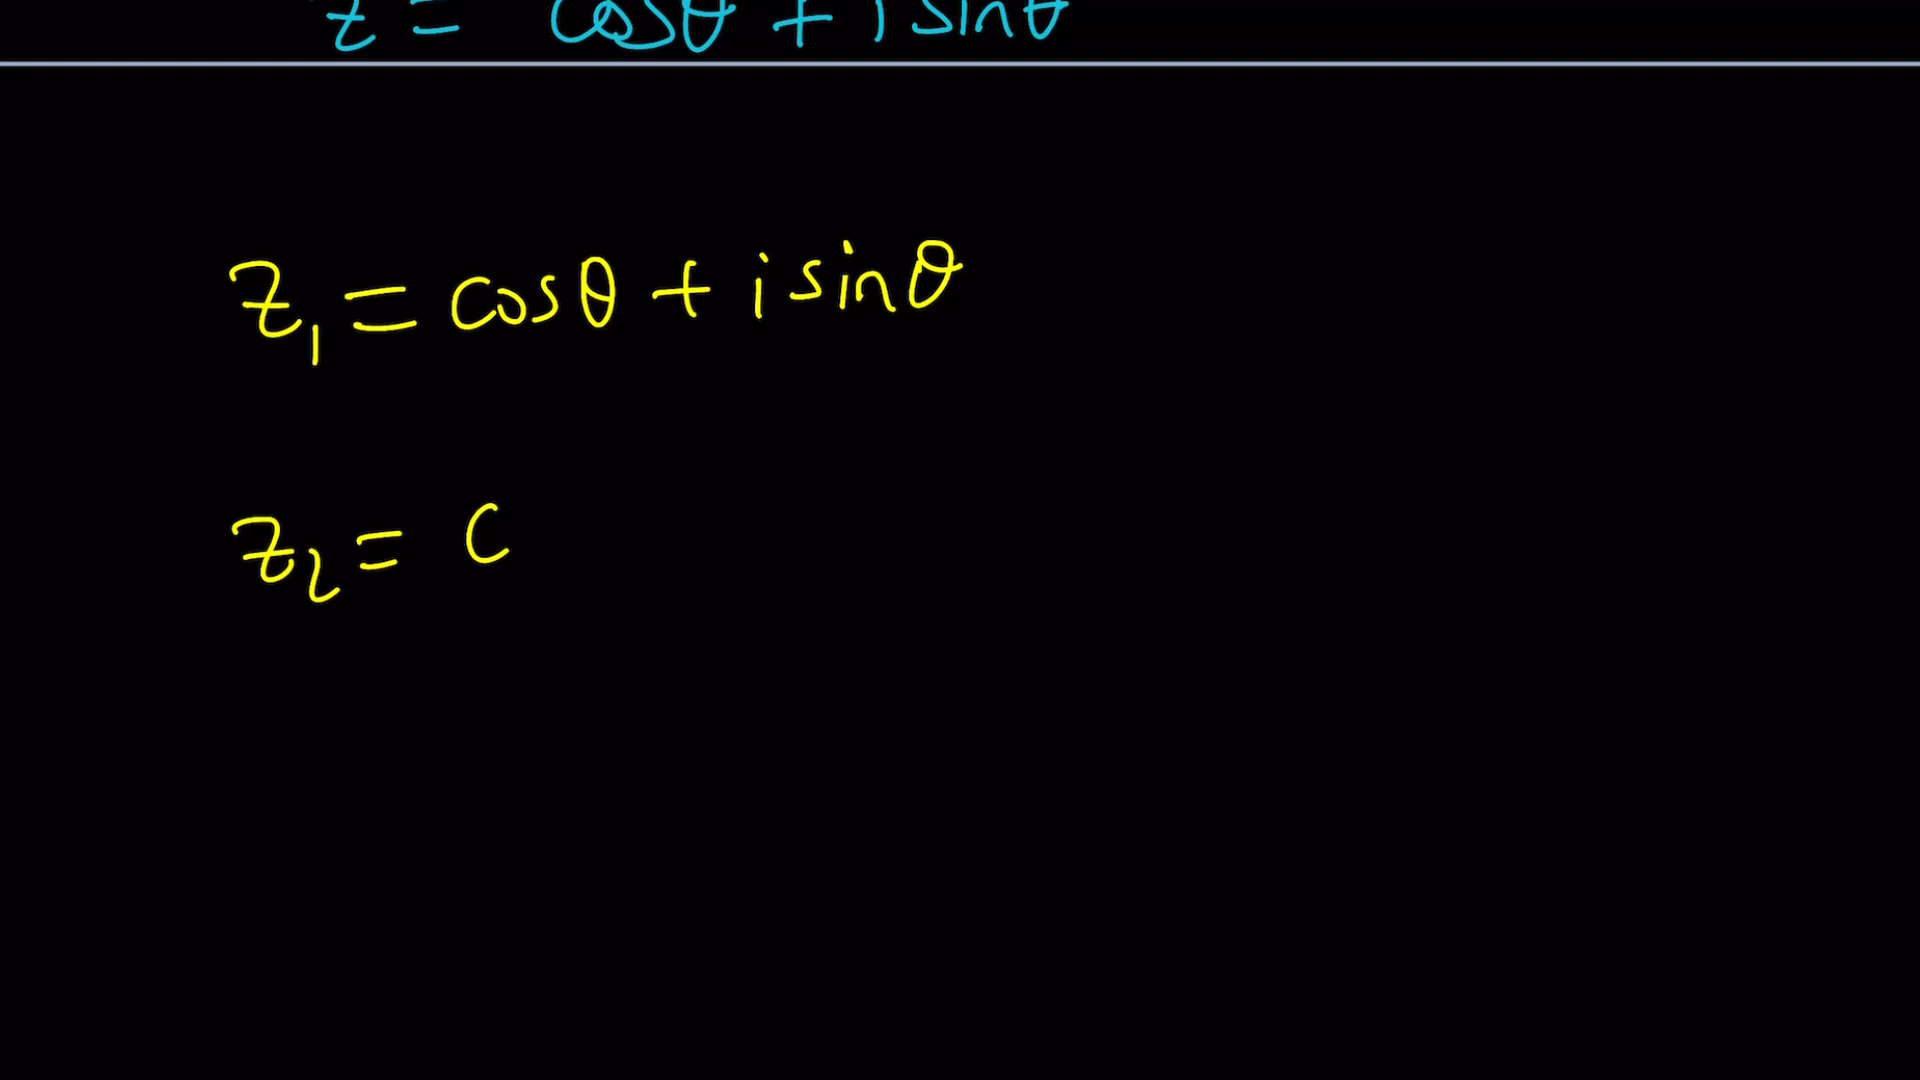 z = cosθ + i sinθ
z₁ = cosθ + i sinθ
z₂ = c